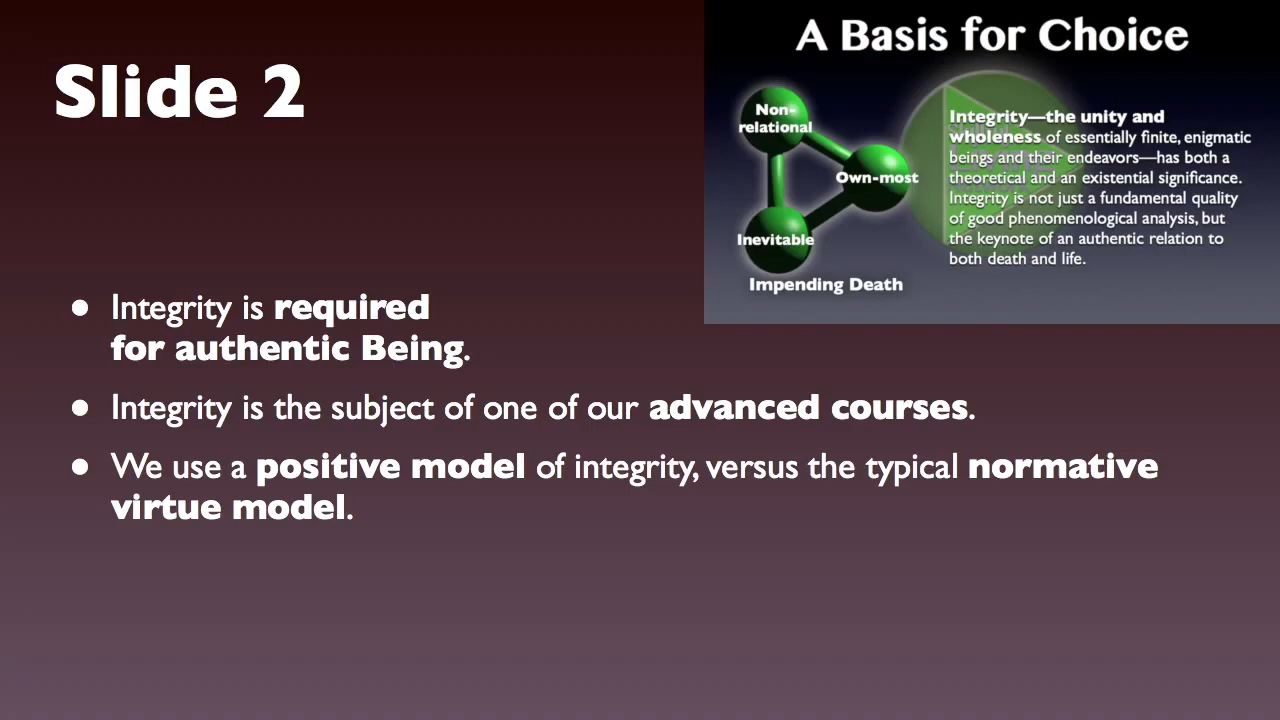 Slide 2
A Basis for Choice
Non-
relational
Own-most
Inevitable
Impending Death
Integrity—the unity and
wholeness of essentially finite, enigmatic
beings and their endeavors—has both a
theoretical and an existential significance.
Integrity is not just a fundamental quality
of good phenomenological analysis, but
the keynote of an authentic relation to
both death and life.
• Integrity is required
for authentic Being.
• Integrity is the subject of one of our advanced courses.
• We use a positive model of integrity, versus the typical normative
virtue model.